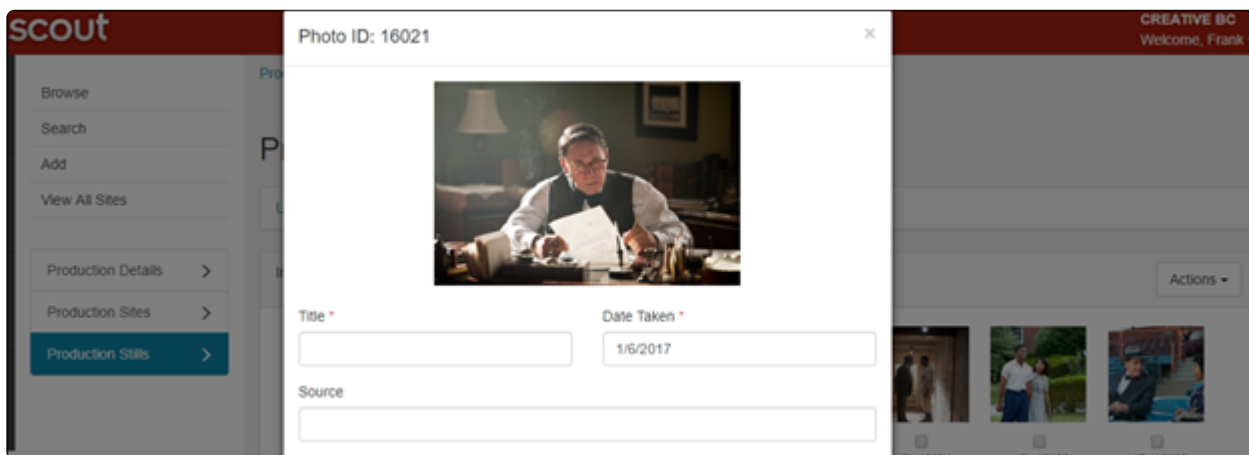 scout
CREATIVE BC
Welcome, Frank
Photo ID: 16021
×
Browse
Search
Add
View All Sites
Production Details
Production Sites
Production Stills
Actions
Title *
Date Taken *
1/6/2017
Source